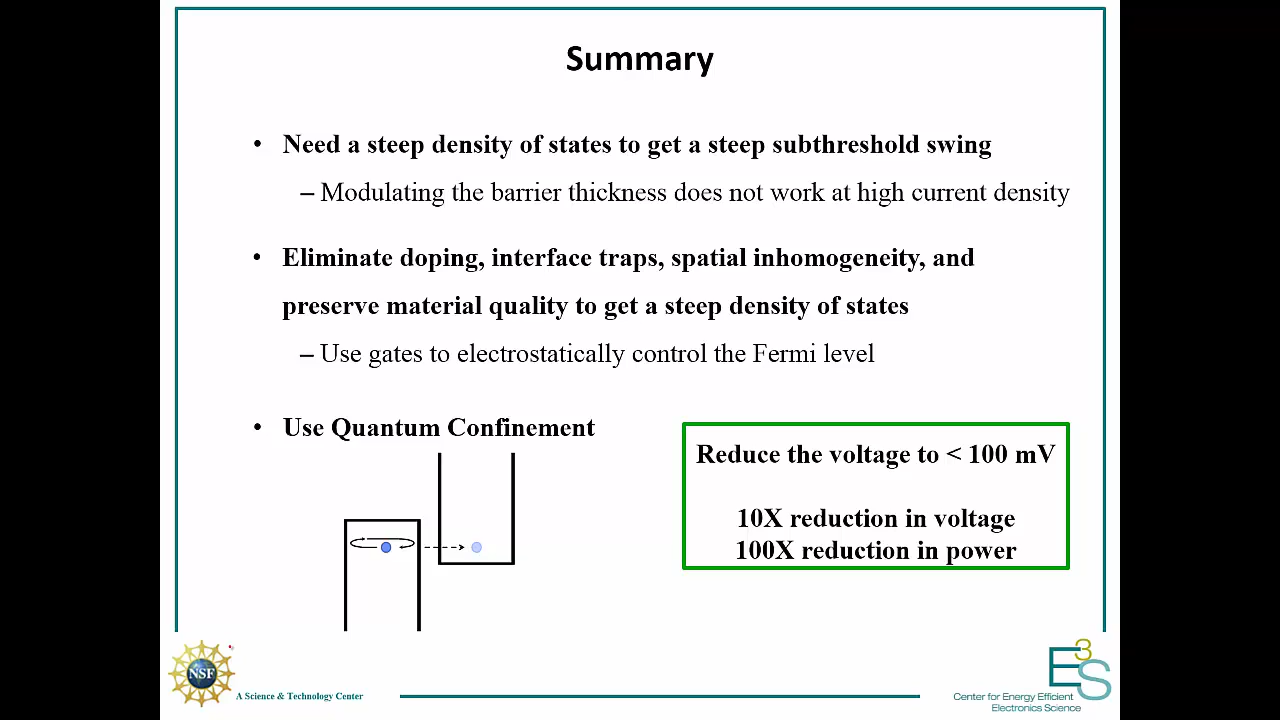 Summary
• Need a steep density of states to get a steep subthreshold swing
– Modulating the barrier thickness does not work at high current density
• Eliminate doping, interface traps, spatial inhomogeneity, and
preserve material quality to get a steep density of states
– Use gates to electrostatically control the Fermi level
• Use Quantum Confinement
Reduce the voltage to < 100 mV
10X reduction in voltage
100X reduction in power
NSF
A Science & Technology Center
E3S
Center for Energy Efficient
Electronics Science